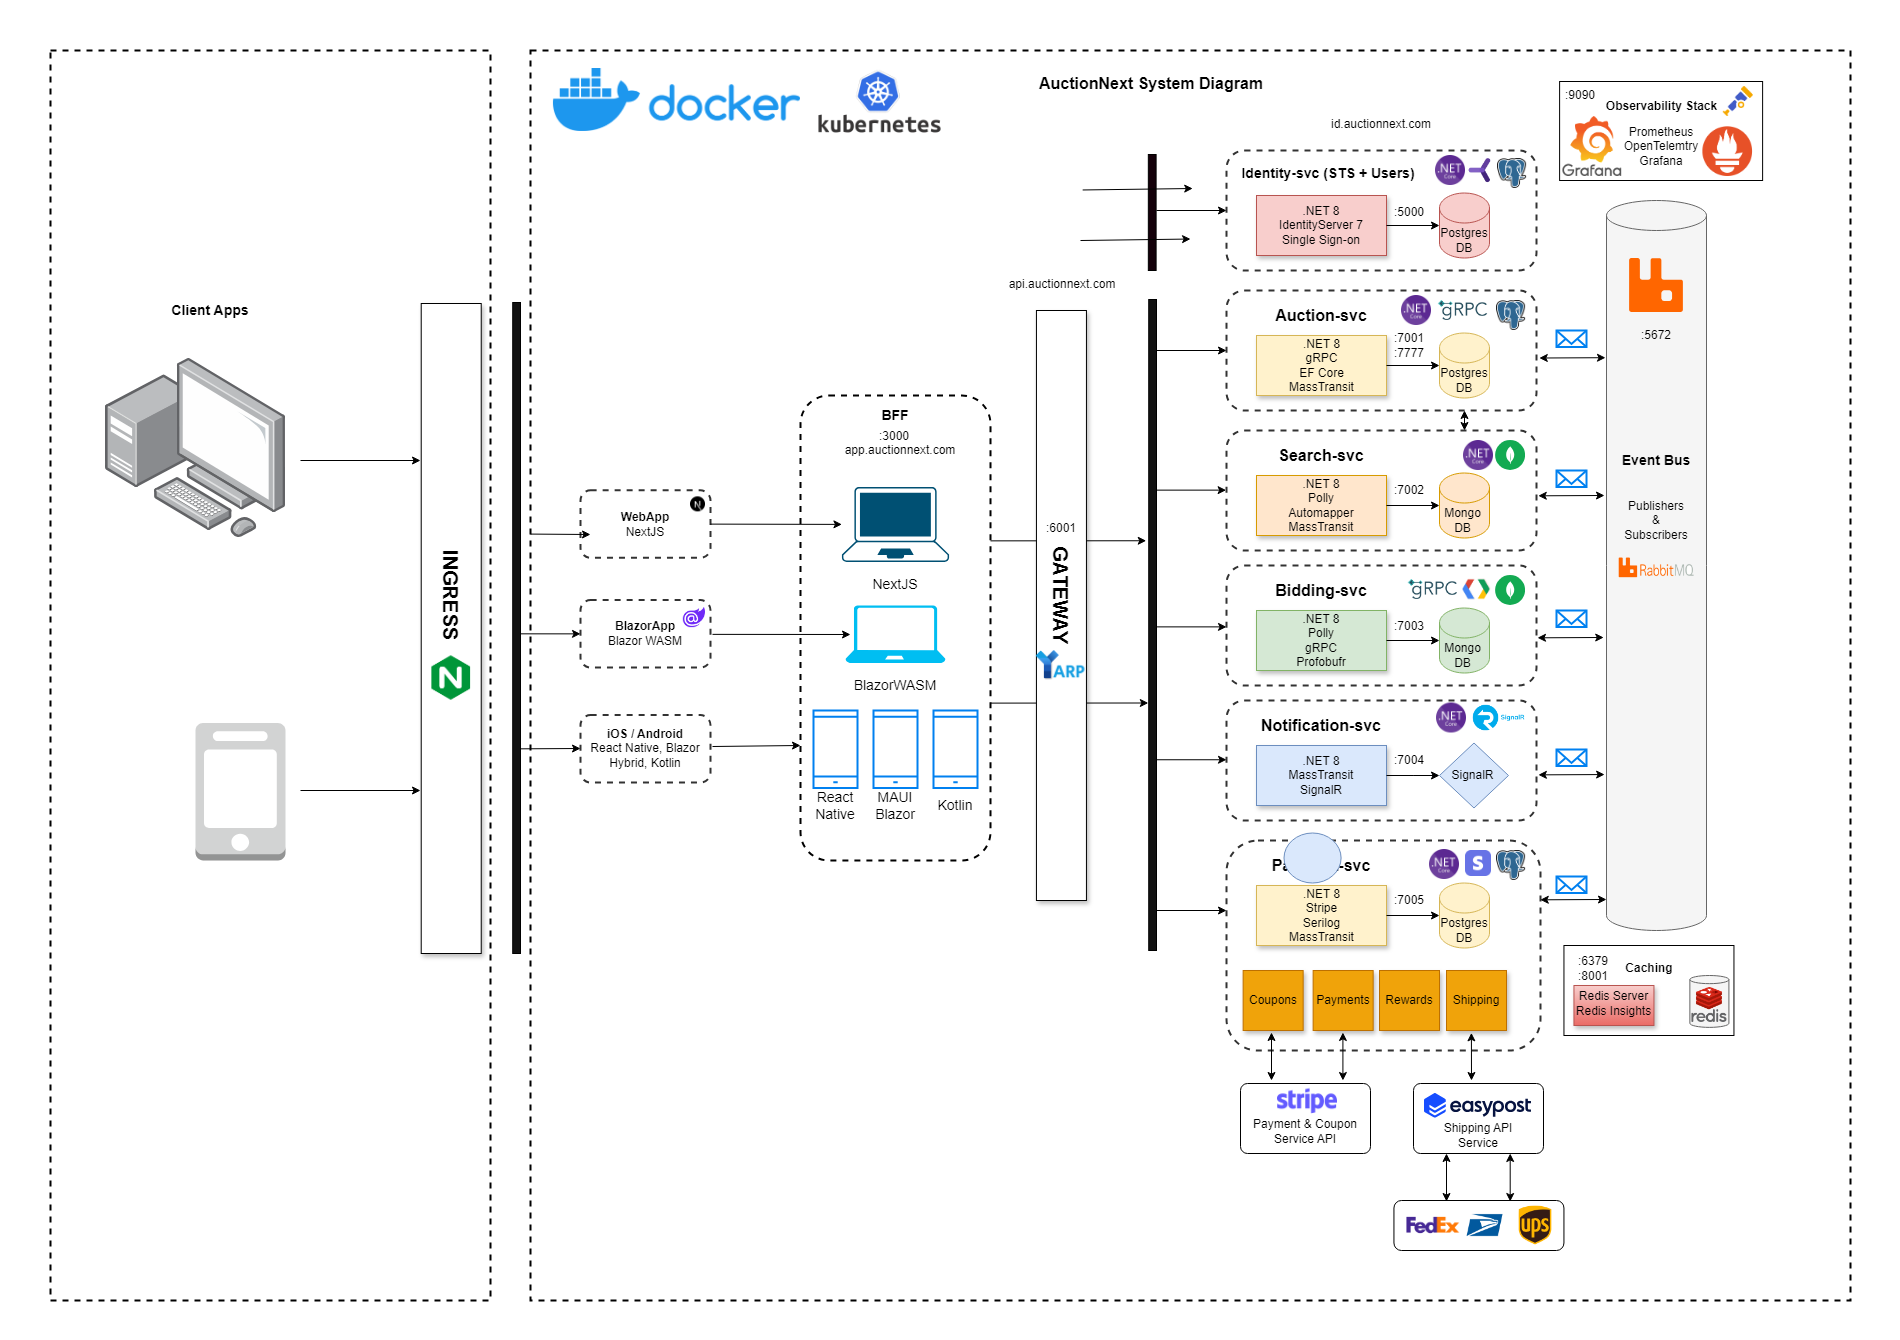 docker
kubernetes
AuctionNext System Diagram
:9090
Observability Stack
Prometheus
OpenTelemtry
Grafana
Grafana
id.auctionnext.com
Identity-svc (STS + Users)
.NET
Core
.NET 8
IdentityServer 7
Single Sign-on
:5000
Postgres
DB
api.auctionnext.com
Client Apps
INGRESS
N
Auction-svc
.NET
Core
gRPC
.NET 8
gRPC
EF Core
MassTransit
:7001
:7777
Postgres
DB
:5672
BFF
:3000
app.auctionnext.com
Search-svc
.NET
Core
.NET 8
Polly
Automapper
MassTransit
:7002
Mongo
DB
Event Bus
Publishers
&
Subscribers
RabbitMQ
WebApp
NextJS
N
NextJS
:6001
GATEWAY
YARP
BlazorApp
Blazor WASM
@
BlazorWASM
Bidding-svc
gRPC
.NET 8
Polly
gRPC
Profobufr
:7003
Mongo
DB
iOS / Android
React Native, Blazor
Hybrid, Kotlin
React
Native
MAUI
Blazor
Kotlin
Notification-svc
.NET
Core
SignalR
.NET 8
MassTransit
SignalR
:7004
SignalR
Pa
-svc
.NET
Core
S
.NET 8
Stripe
Serilog
MassTransit
:7005
Postgres
DB
Coupons
Payments
Rewards
Shipping
:6379
:8001
Caching
Redis Server
Redis Insights
redis
stripe
Payment & Coupon
Service API
easypost
Shipping API
Service
FedEx
ups